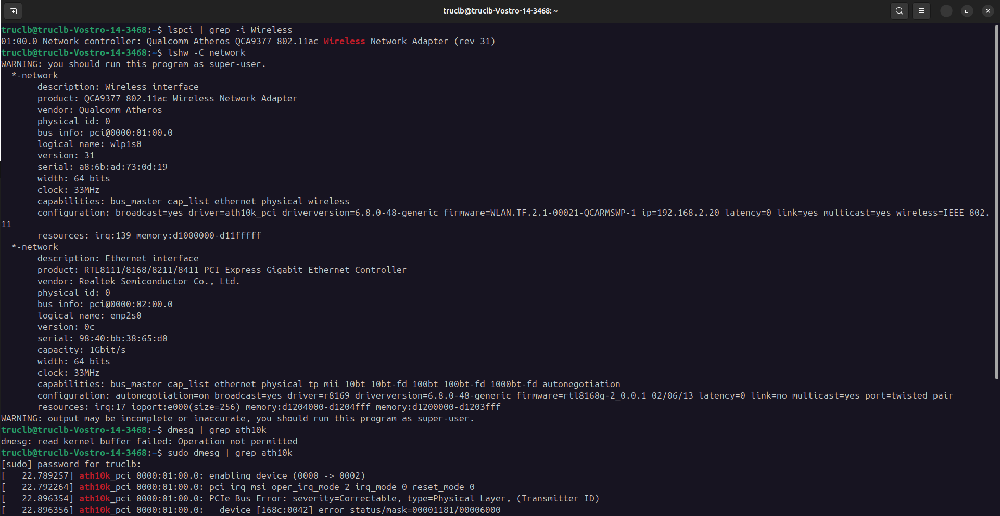 truclb@truclb-Vostro-14-3468: ~
truclb@truclb-Vostro-14-3468:~$ lspci | grep -i Wireless
01:00.0 Network controller: Qualcomm Atheros QCA9377 802.11ac Wireless Network Adapter (rev 31)
truclb@truclb-Vostro-14-3468:~$ lshw -C network
WARNING: you should run this program as super-user.
  *-network
       description: Wireless interface
       product: QCA9377 802.11ac Wireless Network Adapter
       vendor: Qualcomm Atheros
       physical id: 0
       bus info: pci@0000:01:00.0
       logical name: wlp1s0
       version: 31
       serial: a8:6b:ad:73:0d:19
       width: 64 bits
       clock: 33MHz
       capabilities: bus_master cap_list ethernet physical wireless
       configuration: broadcast=yes driver=ath10k_pci driverversion=6.8.0-48-generic firmware=WLAN.TF.2.1-00021-QCARMSWP-1 ip=192.168.2.20 latency=0 link=yes multicast=yes wireless=IEEE 802.
11
       resources: irq:139 memory:d1000000-d11fffff
  *-network
       description: Ethernet interface
       product: RTL8111/8168/8211/8411 PCI Express Gigabit Ethernet Controller
       vendor: Realtek Semiconductor Co., Ltd.
       physical id: 0
       bus info: pci@0000:02:00.0
       logical name: enp2s0
       version: 0c
       serial: 98:40:bb:38:65:d0
       capacity: 1Gbit/s
       width: 64 bits
       clock: 33MHz
       capabilities: bus_master cap_list ethernet physical tp mii 10bt 10bt-fd 100bt 100bt-fd 1000bt-fd autonegotiation
       configuration: autonegotiation=on broadcast=yes driver=r8169 driverversion=6.8.0-48-generic firmware=rtl8168g-2_0.0.1 02/06/13 latency=0 link=no multicast=yes port=twisted pair
       resources: irq:17 ioport:e000(size=256) memory:d1204000-d1204fff memory:d1200000-d1203fff
WARNING: output may be incomplete or inaccurate, you should run this program as super-user.
truclb@truclb-Vostro-14-3468:~$ dmesg | grep ath10k
dmesg: read kernel buffer failed: Operation not permitted
truclb@truclb-Vostro-14-3468:~$ sudo dmesg | grep ath10k
[sudo] password for truclb:
[   22.789257] ath10k_pci 0000:01:00.0: enabling device (0000 -> 0002)
[   22.792264] ath10k_pci 0000:01:00.0: pci irq msi oper_irq_mode 2 irq_mode 0 reset_mode 0
[   22.896354] ath10k_pci 0000:01:00.0: PCIe Bus Error: severity=Correctable, type=Physical Layer, (Transmitter ID)
[   22.896356] ath10k_pci 0000:01:00.0:   device [168c:0042] error status/mask=00001181/00006000